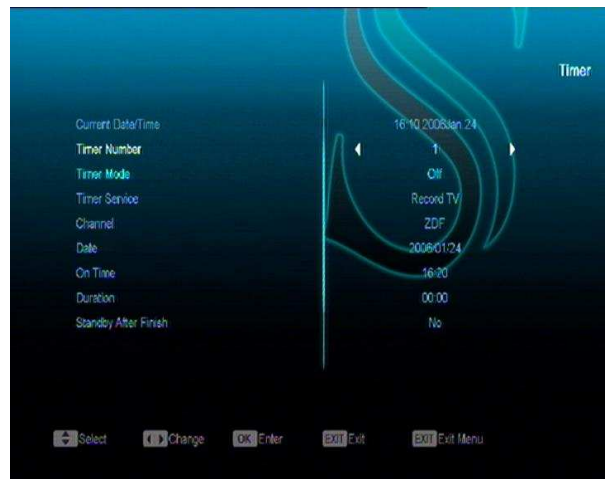 Timer
Current Date/Time 16:10 2006Jan.24
Timer Number 1
Timer Mode Off
Timer Service Record TV
Channel ZDF
Date 2006/01/24
On Time 16:20
Duration 00:00
Standby After Finish No
Select Change OK Enter EXIT Exit EXIT Exit Menu